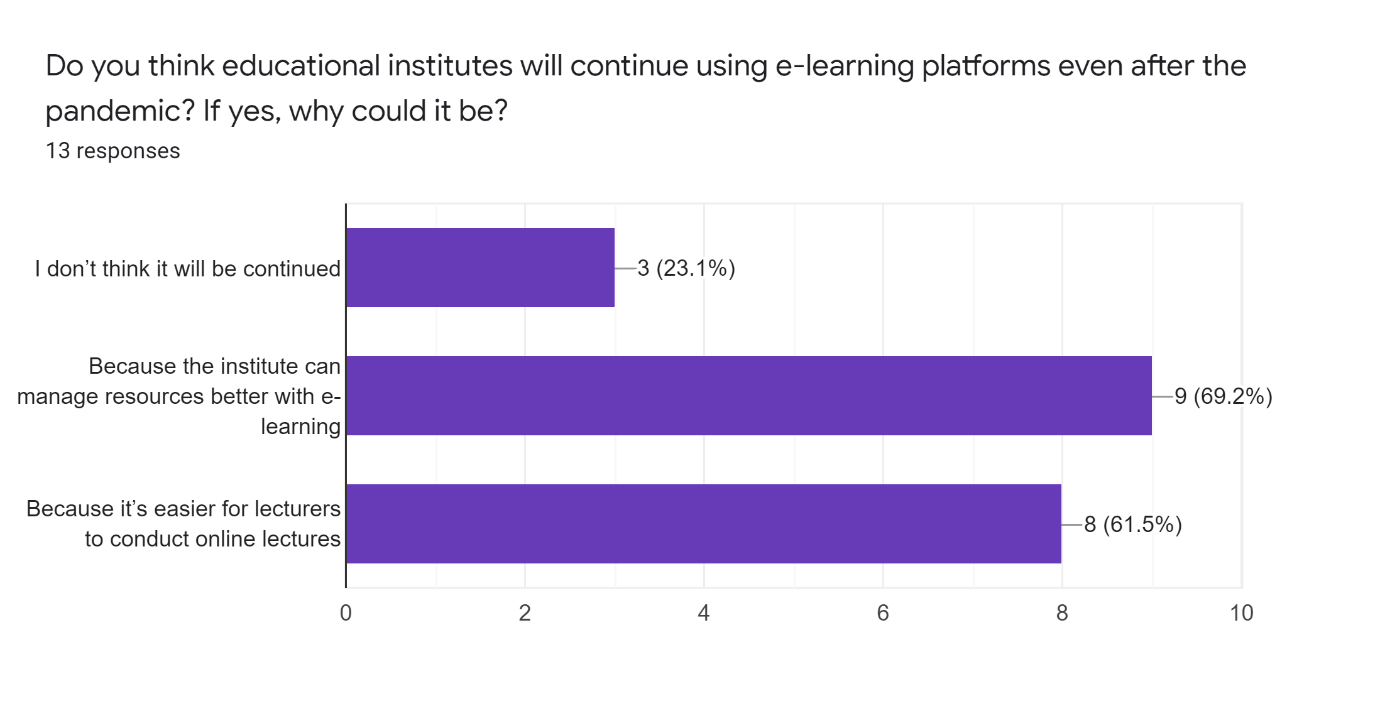 Do you think educational institutes will continue using e-learning platforms even after the
pandemic? If yes, why could it be?
13 responses
I don’t think it will be continued
3 (23.1%)
Because the institute can
manage resources better with e-
learning
9 (69.2%)
Because it’s easier for lecturers
to conduct online lectures
8 (61.5%)
0 2 4 6 8 10